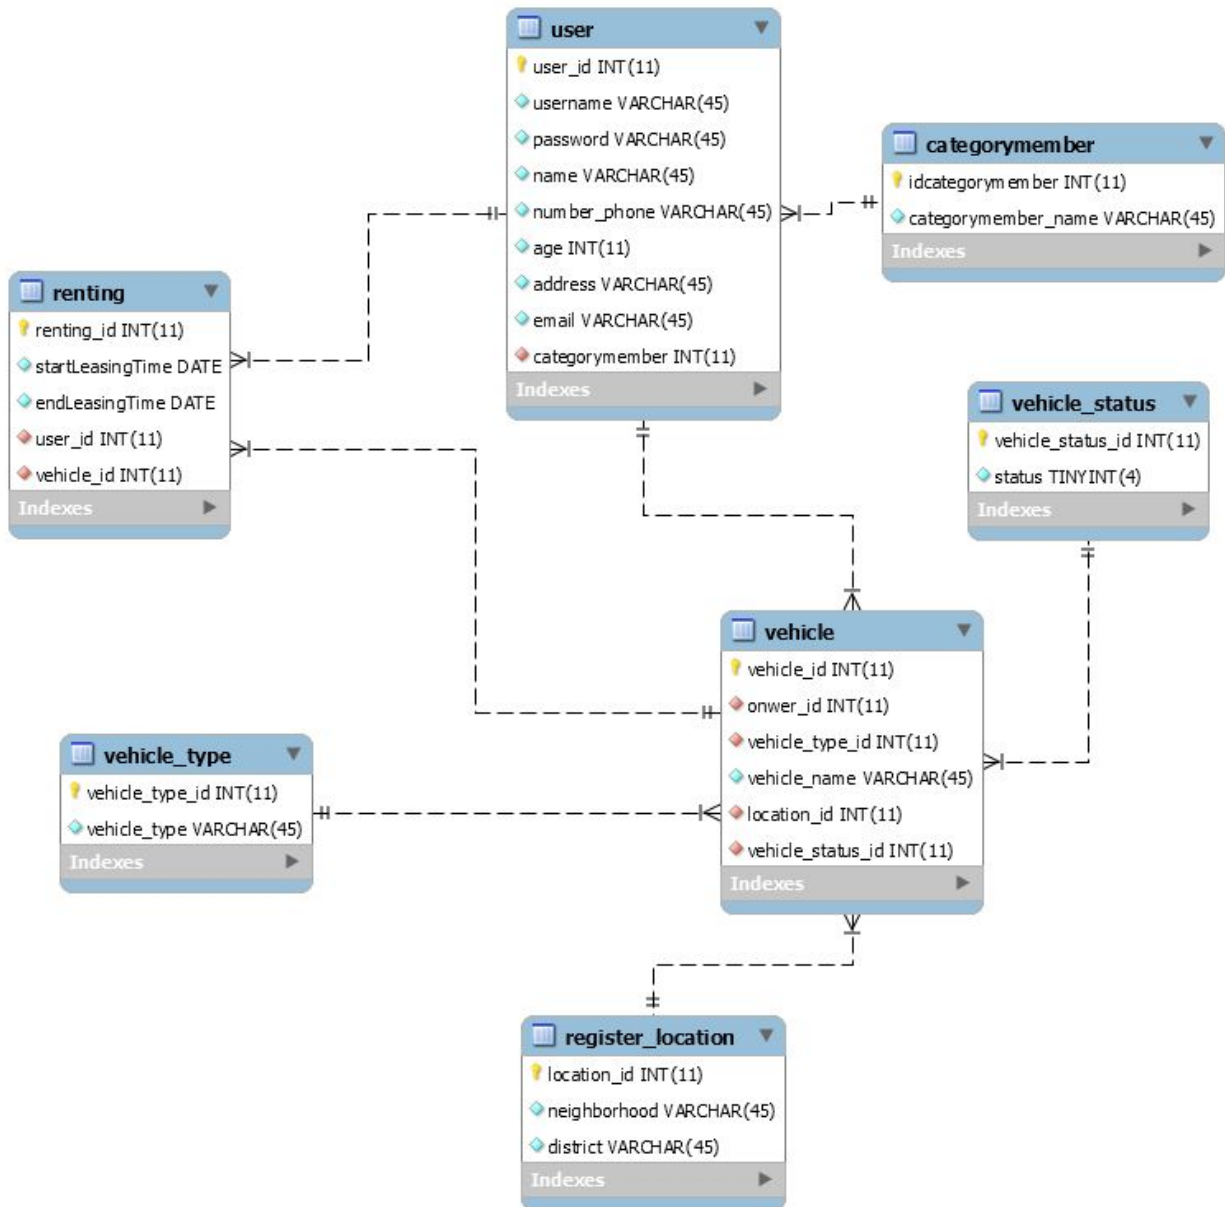 user
user_id INT(11)
username VARCHAR(45)
password VARCHAR(45)
name VARCHAR(45)
number_phone VARCHAR(45)
age INT(11)
address VARCHAR(45)
email VARCHAR(45)
categorymember INT(11)
Indexes
categorymember
idcategorymember INT(11)
categorymember_name VARCHAR(45)
Indexes
renting
renting_id INT(11)
startLeasingTime DATE
endLeasingTime DATE
user_id INT(11)
vehicle_id INT(11)
Indexes
vehicle_status
vehicle_status_id INT(11)
status TINYINT(4)
Indexes
vehicle
vehicle_id INT(11)
onwer_id INT(11)
vehicle_type_id INT(11)
vehicle_name VARCHAR(45)
location_id INT(11)
vehicle_status_id INT(11)
Indexes
vehicle_type
vehicle_type_id INT(11)
vehicle_type VARCHAR(45)
Indexes
register_location
location_id INT(11)
neighborhood VARCHAR(45)
district VARCHAR(45)
Indexes